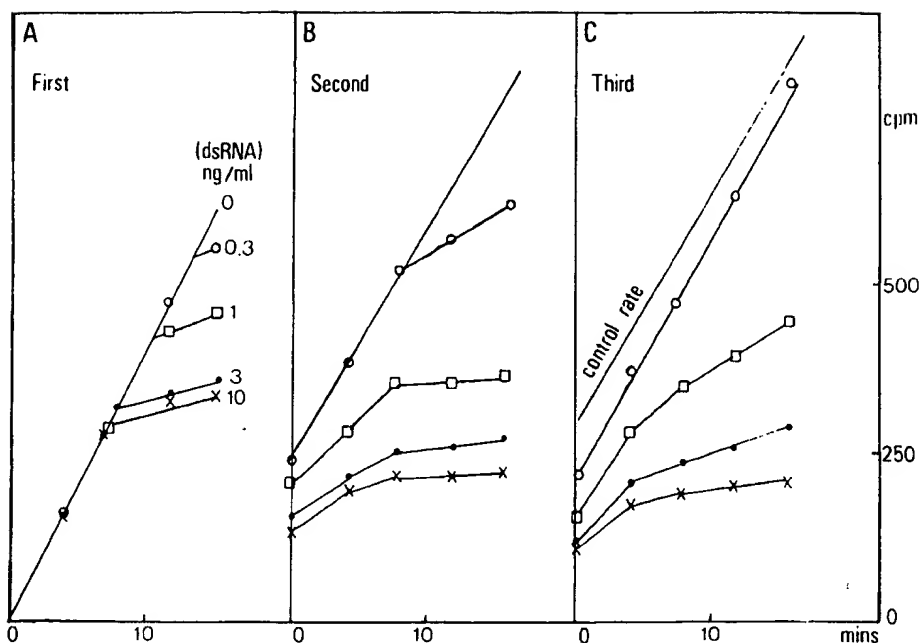 A
First
(dsRNA)
ng/ml
0
0.3
1
3
10
0
10
B
Second
0
10
C
Third
control rate
0
10
mins
cpm
500
250
0